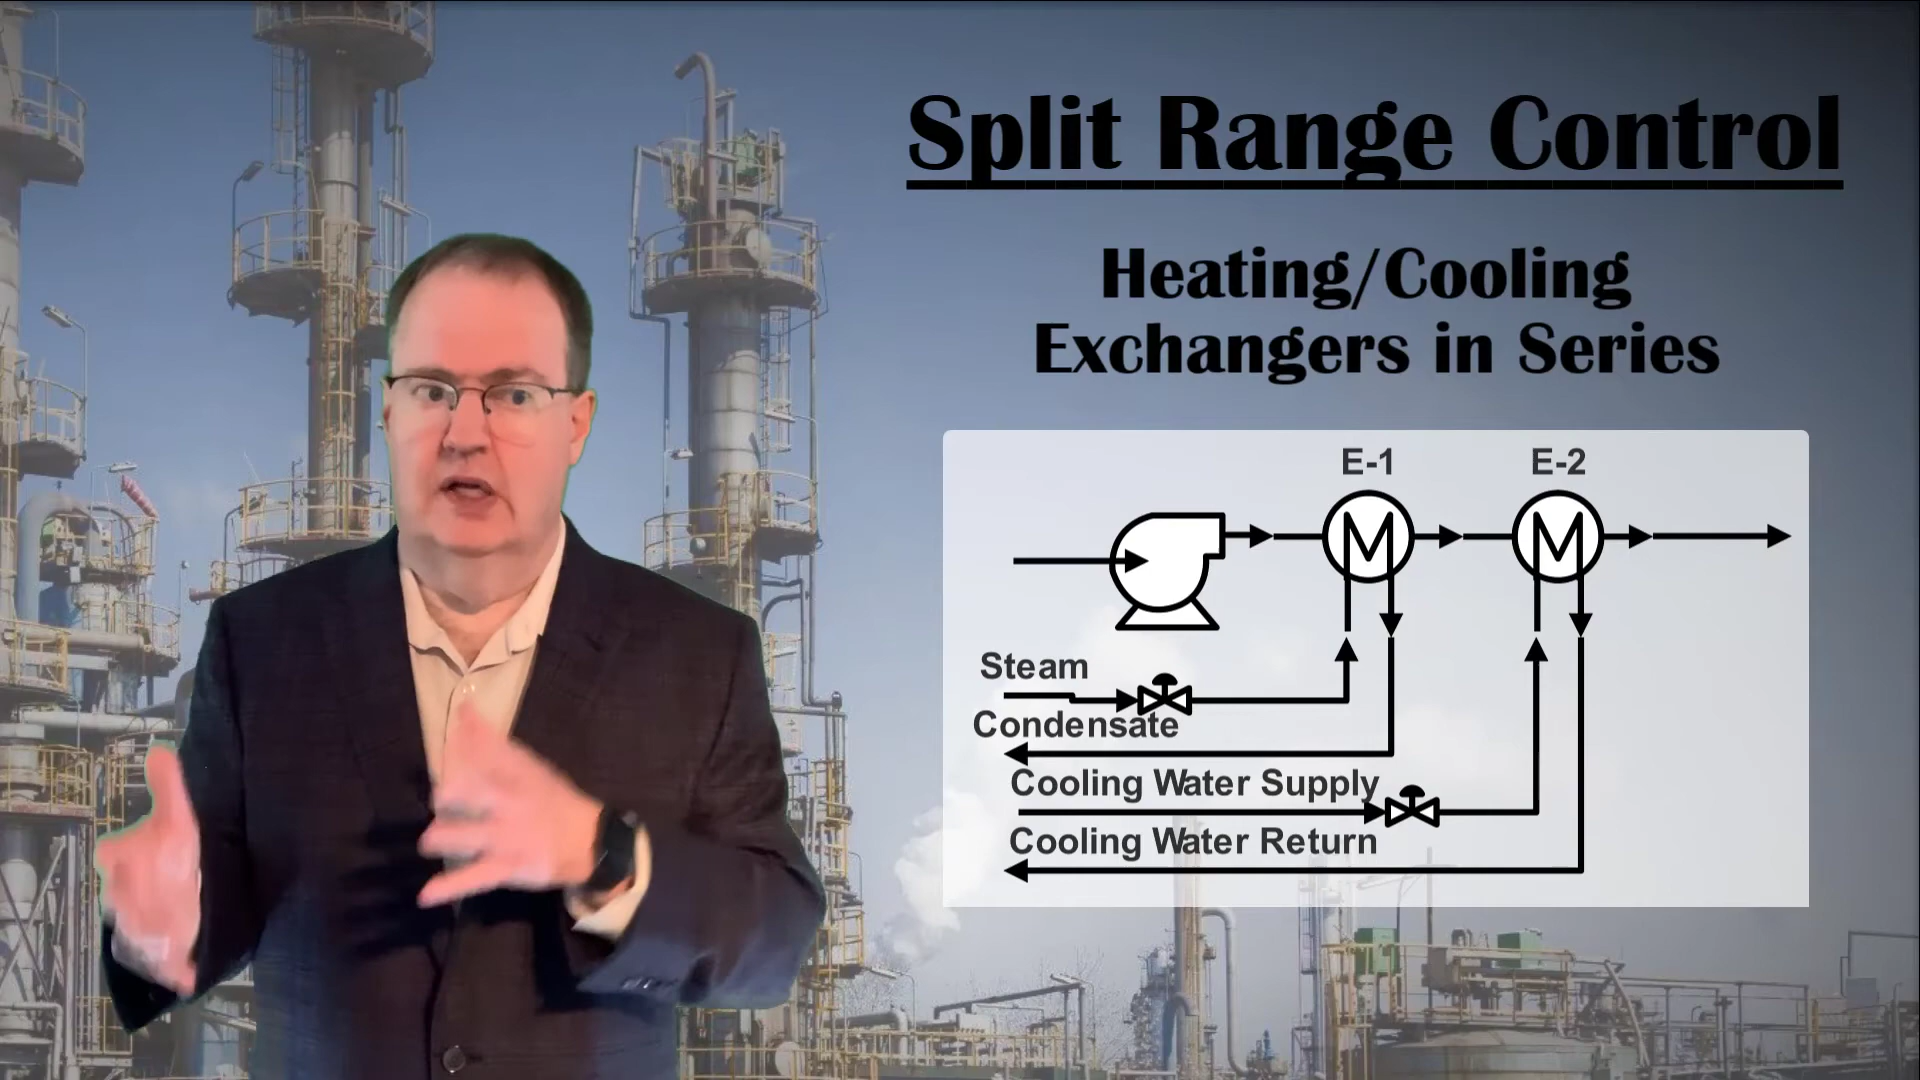 Split Range Control
Heating/Cooling
Exchangers in Series
E-1 E-2
Steam
Condensate
Cooling Water Supply
Cooling Water Return